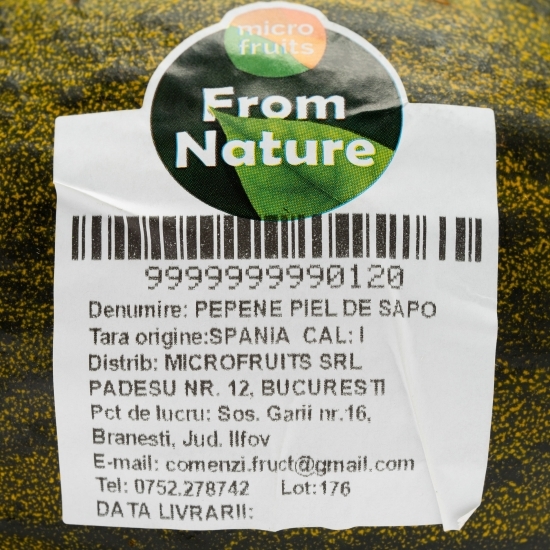 micro
fruits
From
Nature
9999999990120
Denumire: PEPENE PIEL DE SAPO
Tara origine:SPANIA CAL: I
Distrib: MICROFRUITS SRL
PADESU NR. 12, BUCURESTI
Pct de lucru: Sos. Garii nr.16,
Branesti, Jud. Ilfov
E-mail: comenzi.fruct@gmail.com
Tel: 0752.278742 Lot:176
DATA LIVRARII: